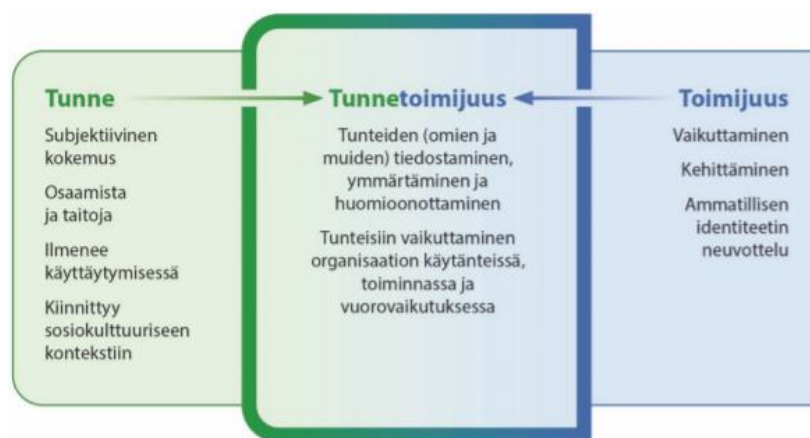 Tunne
Subjektiivinen
kokemus
Osaamista
ja taitoja
Ilmenee
käyttäytymisessä
Kiinnittyy
sosiokulttuuriseen
kontekstiin
Tunnetoimijuus
Tunteiden (omien ja
muiden) tiedostaminen,
ymmärtäminen ja
huomioonottaminen
Tunteisiin vaikuttaminen
organisaation käytänteissä,
toiminnassa ja
vuorovaikutuksessa
Toimijuus
Vaikuttaminen
Kehittäminen
Ammatillisen
identiteetin
neuvottelu